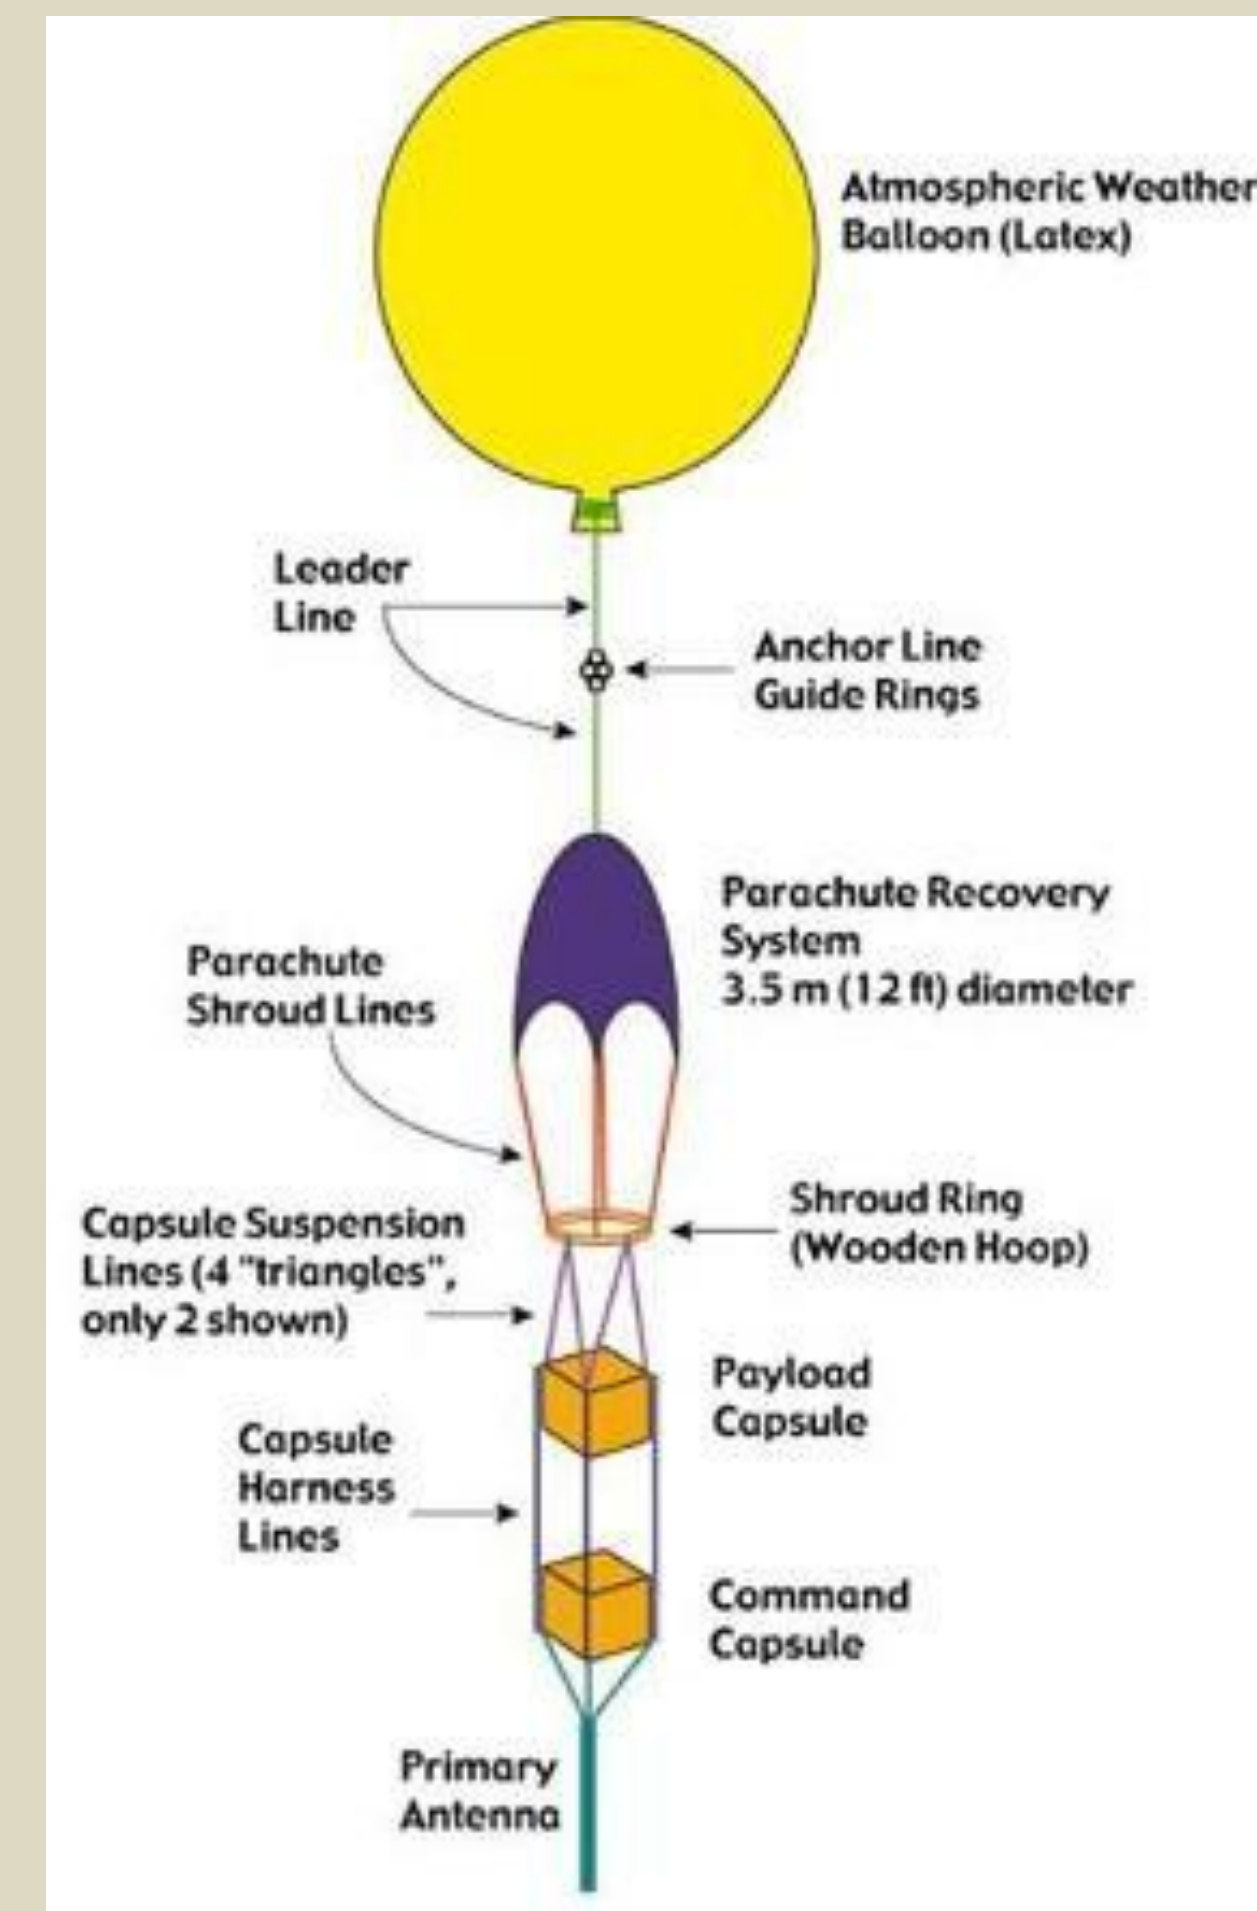 Atmospheric Weather
Balloon (Latex)
Leader
Line
Anchor Line
Guide Rings
Parachute Recovery
System
3.5 m (12 ft) diameter
Parachute
Shroud Lines
Shroud Ring
(Wooden Hoop)
Capsule Suspension
Lines (4 "triangles",
only 2 shown)
Payload
Capsule
Capsule
Harness
Lines
Command
Capsule
Primary
Antenna